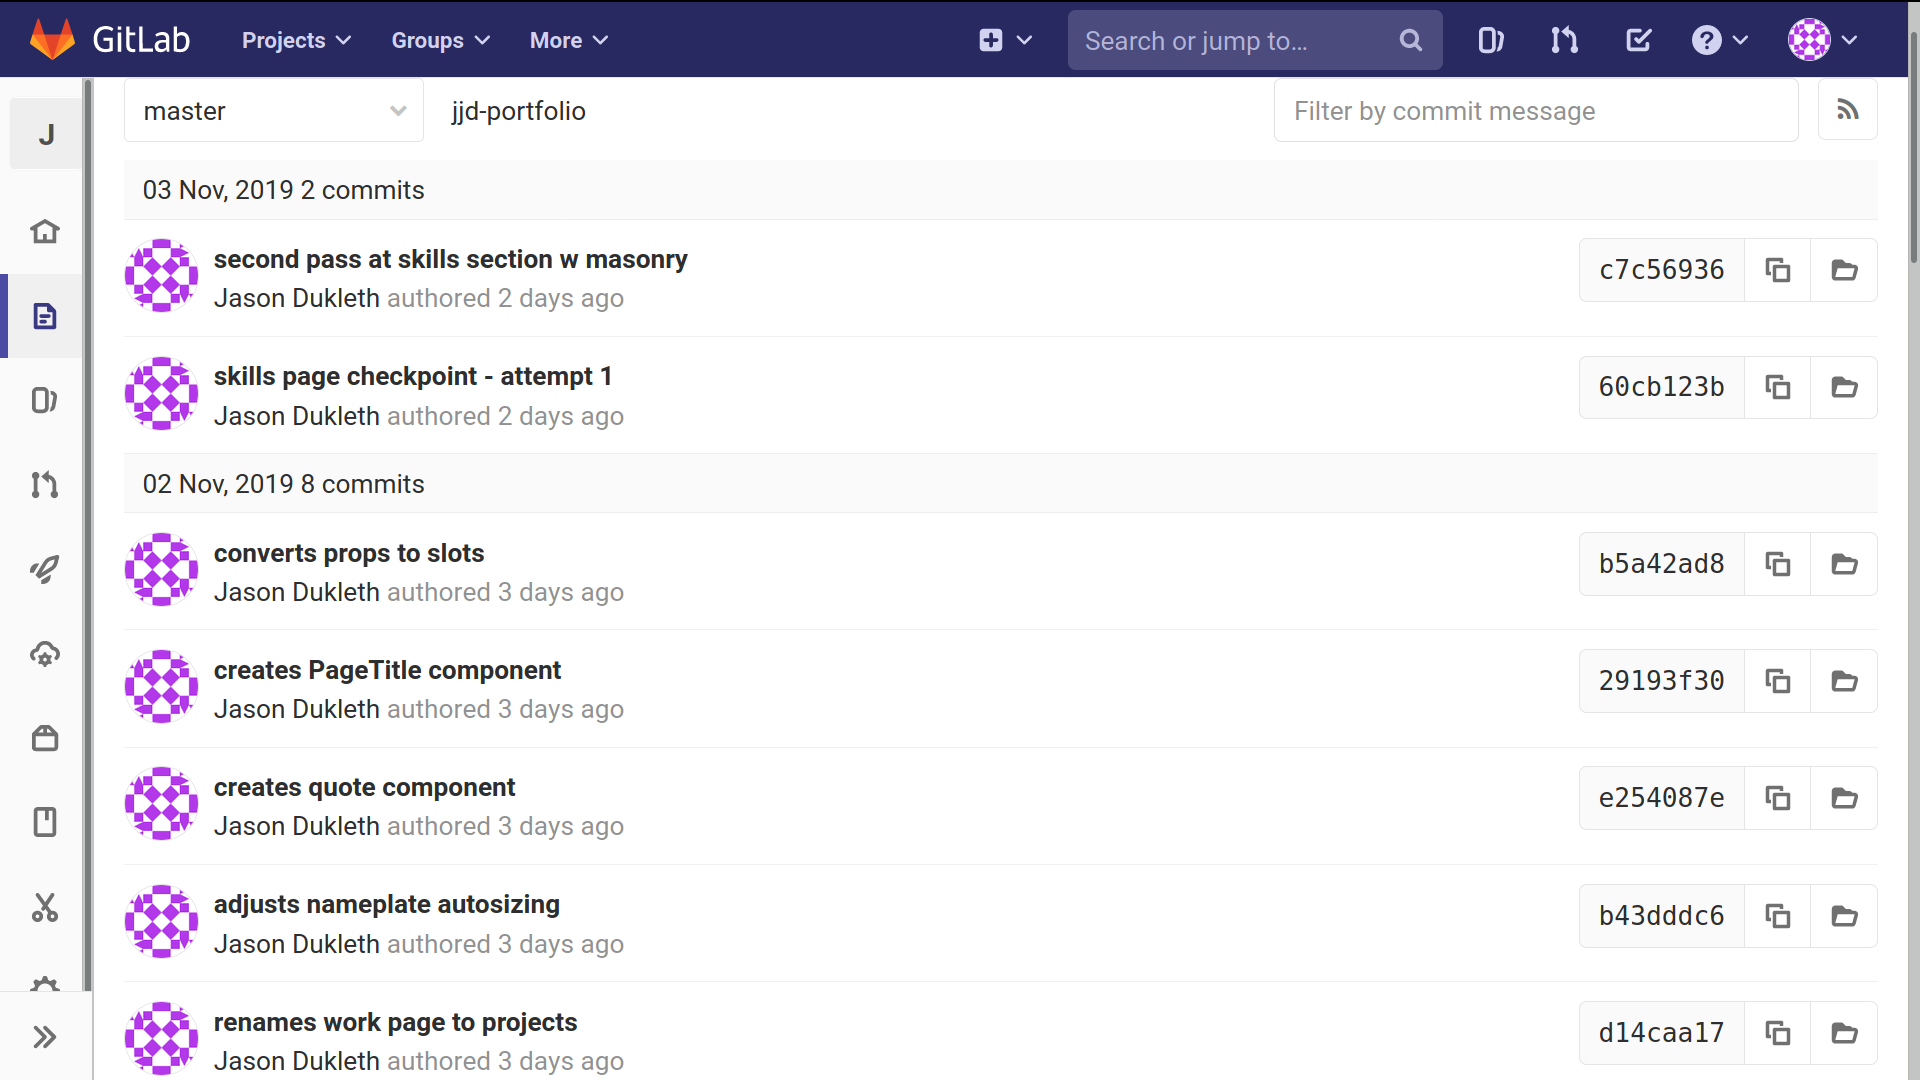 GitLab Projects Groups More Search or jump to...
J
master jjd-portfolio Filter by commit message
03 Nov, 2019 2 commits
second pass at skills section w masonry
Jason Dukleth authored 2 days ago
c7c56936
skills page checkpoint - attempt 1
Jason Dukleth authored 2 days ago
60cb123b
02 Nov, 2019 8 commits
converts props to slots
Jason Dukleth authored 3 days ago
b5a42ad8
creates PageTitle component
Jason Dukleth authored 3 days ago
29193f30
creates quote component
Jason Dukleth authored 3 days ago
e254087e
adjusts nameplate autosizing
Jason Dukleth authored 3 days ago
b43dddc6
renames work page to projects
Jason Dukleth authored 3 days ago
d14caa17